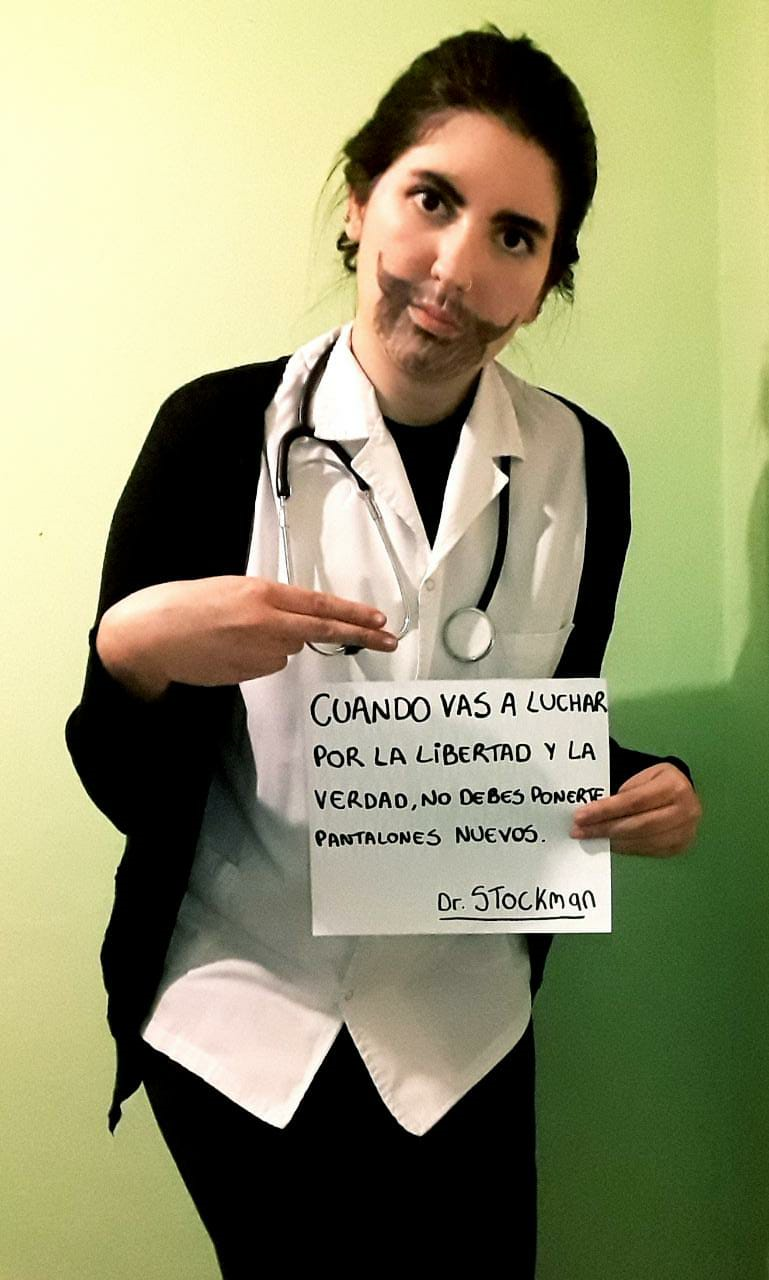 CUANDO VAS A LUCHAR
POR LA LIBERTAD Y LA
VERDAD, NO DEBES PONERTE
PANTALONES NUEVOS.
Dr. STOCKMAN